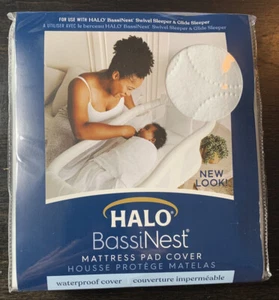 FOR USE WITH HALO® BassiNest® Swivel Sleeper & Glide Sleeper
À UTILISER AVEC le berceau HALO® BassiNest® Swivel Sleeper & Glide Sleeper
NEW
LOOK!
HALO®
BassiNest®
MATTRESS PAD COVER
HOUSSE PROTÈGE MATELAS
waterproof cover couverture imperméable